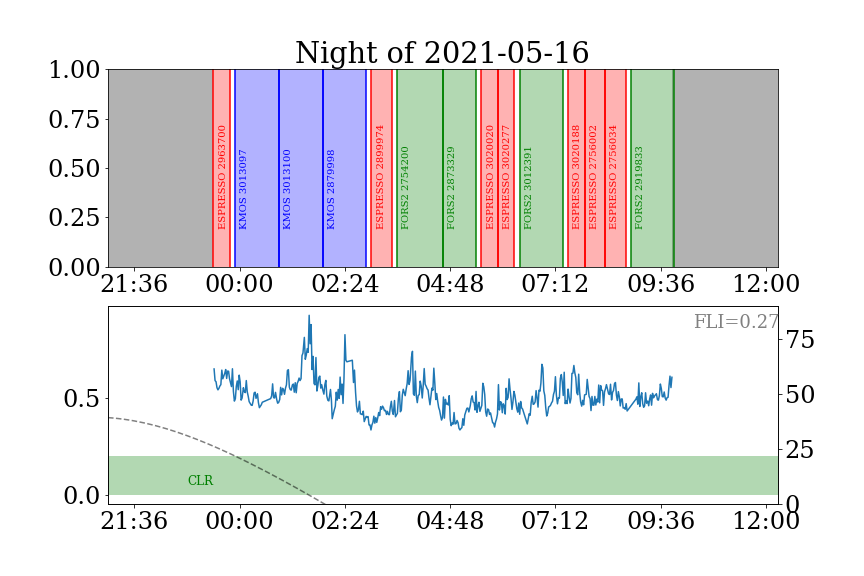 Night of 2021-05-16
1.00
0.75
0.50
0.25
0.00
ESPRESSO 2963700
KMOS 3013097
KMOS 3013100
KMOS 2879998
ESPRESSO 2899974
FORS2 2754200
FORS2 2873329
ESPRESSO 3020020
ESPRESSO 3020277
FORS2 3012391
ESPRESSO 3020188
ESPRESSO 2756002
ESPRESSO 2756034
FORS2 2919833
21:36 00:00 02:24 04:48 07:12 09:36 12:00
FLI=0.27
0.5
0.0
CLR
75
50
25
0
21:36 00:00 02:24 04:48 07:12 09:36 12:00